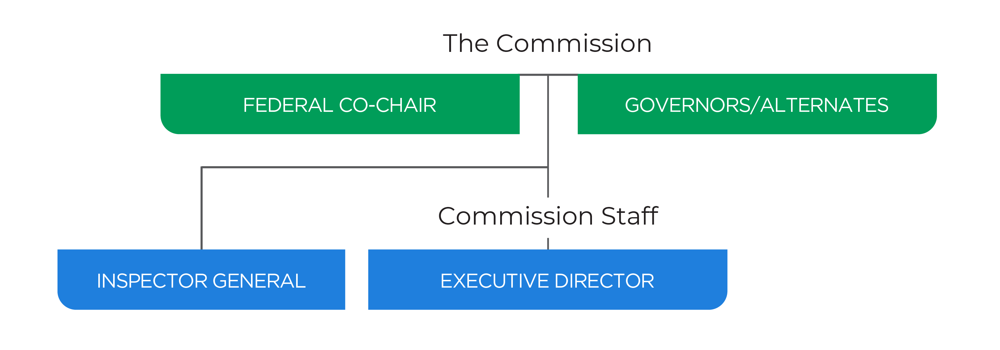 The Commission
FEDERAL CO-CHAIR
GOVERNORS/ALTERNATES
Commission Staff
INSPECTOR GENERAL
EXECUTIVE DIRECTOR